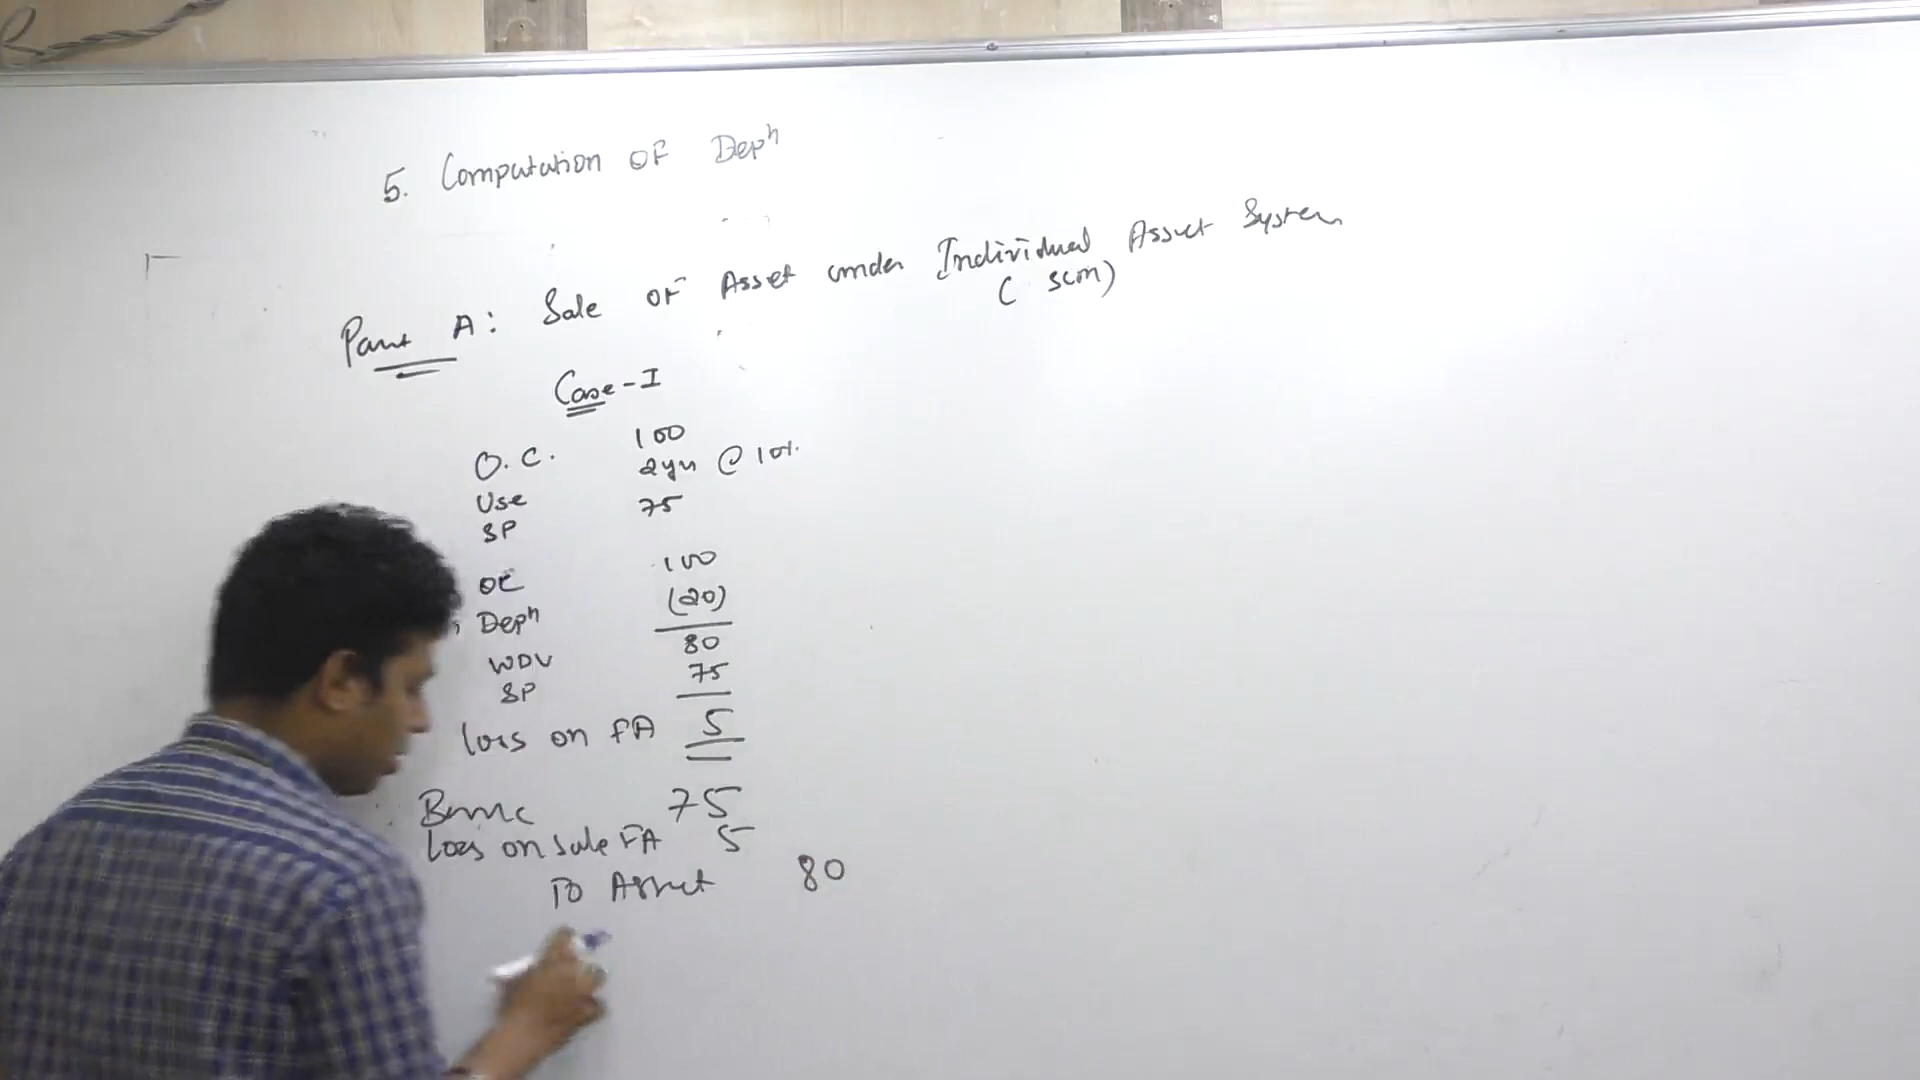 5. Computation OF Depⁿ
Part A: Sale OF Asset under Individual Asset System
(SLM)
Case-I
O.C. 100
Use 2yrs @ 10%
SP 75
OC 100
Depⁿ (20)
WDV 80
SP 75
loss on FA 5
Bank 75
Loss on sale FA 5
To Asset 80